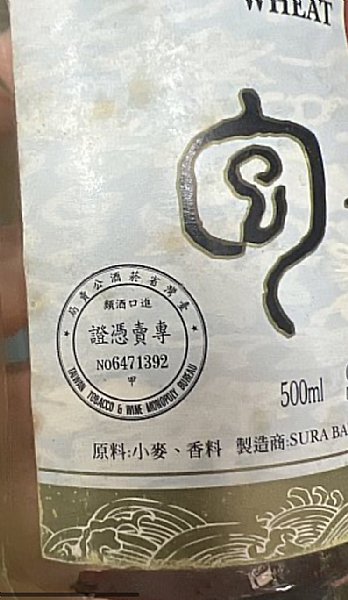 WHEAT
臺灣省菸酒公賣局
進口酒類
專賣憑證
NO6471392
甲
TAIWAN TOBACCO & WINE MONOPOLY BUREAU
500ml
原料:小麥、香料 製造商:SURA BA